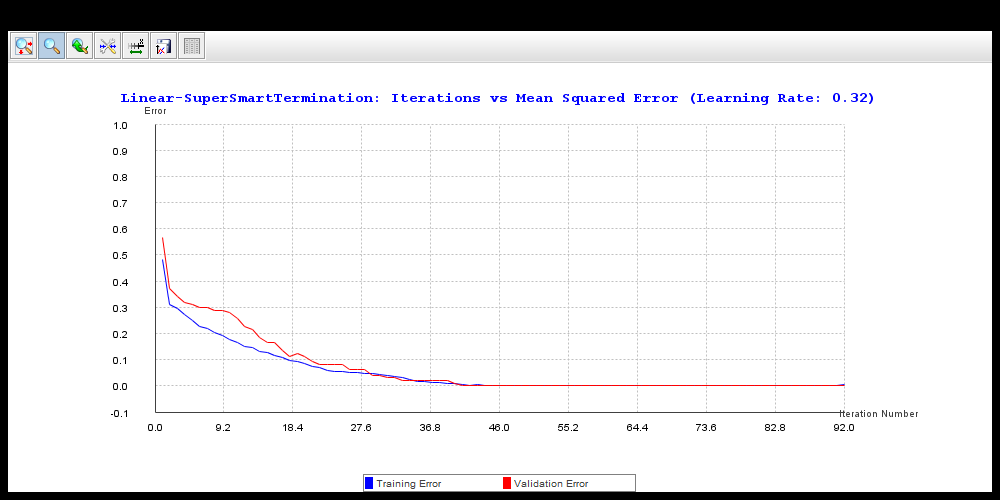 Linear-SuperSmartTermination: Iterations vs Mean Squared Error (Learning Rate: 0.32)
Error
1.0
0.9
0.8
0.7
0.6
0.5
0.4
0.3
0.2
0.1
0.0
-0.1
Iteration Number
0.0 9.2 18.4 27.6 36.8 46.0 55.2 64.4 73.6 82.8 92.0
Training Error Validation Error